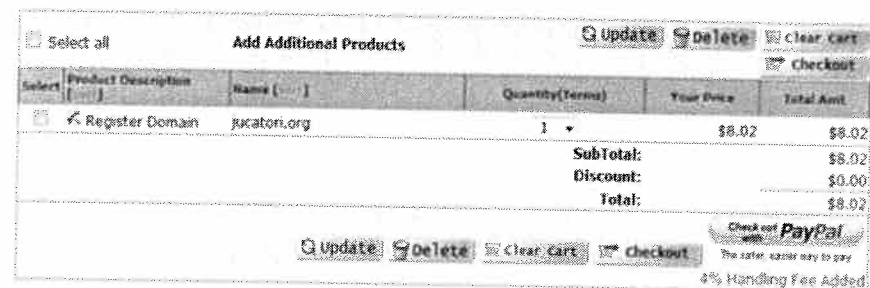 Select all Add Additional Products Update Delete Clear Cart
Checkout
Select Product Description Name [ ] Quantity(Terms) Your Price Total Amt
[ ]
Register Domain jucatori.org 1 $8.02 $8.02
SubTotal: $8.02
Discount: $0.00
Total: $8.02
Check out with PayPal
Update Delete Clear Cart Checkout The safer, easier way to pay
4% Handling Fee Added